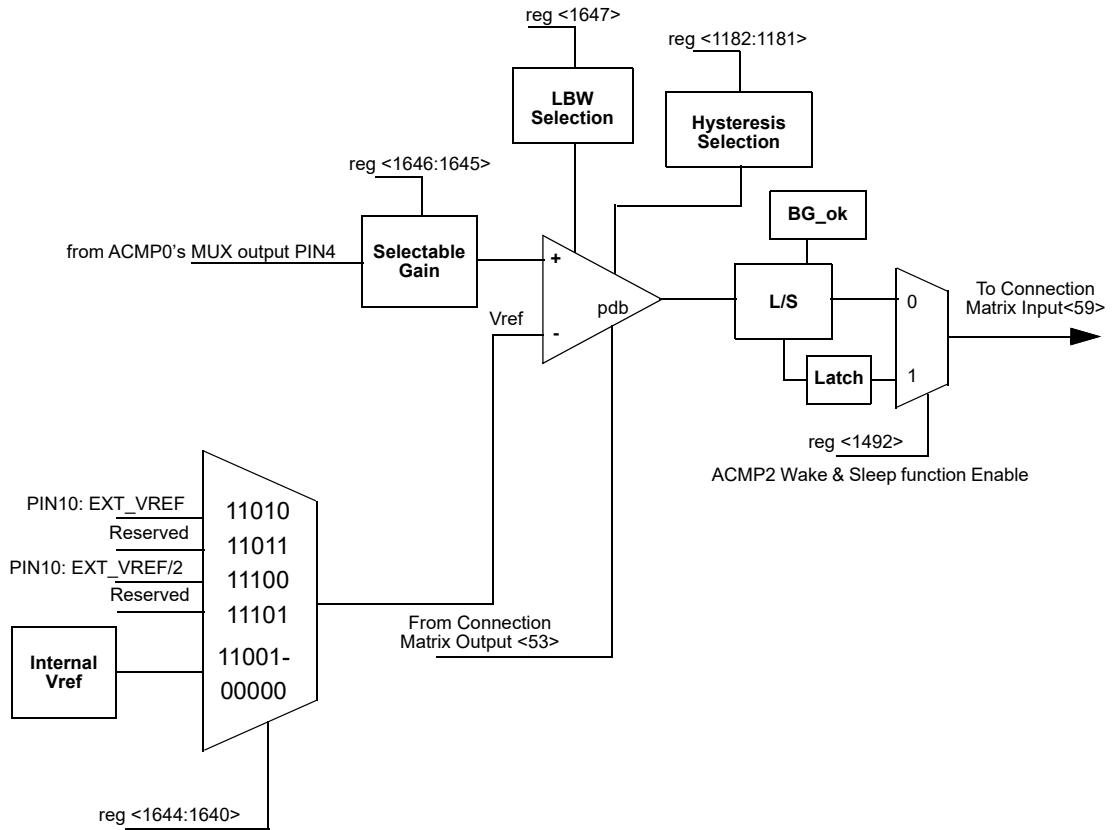 reg <1647>
reg <1182:1181>
LBW
Selection
Hysteresis
Selection
reg <1646:1645>
BG_ok
from ACMP0's MUX output PIN4
Selectable
Gain
+
L/S
0
To Connection
Matrix Input<59>
pdb
Vref
-
Latch
1
reg <1492>
ACMP2 Wake & Sleep function Enable
PIN10: EXT_VREF
11010
Reserved
11011
PIN10: EXT_VREF/2
11100
Reserved
11101
From Connection
Matrix Output <53>
Internal
Vref
11001-
00000
reg <1644:1640>